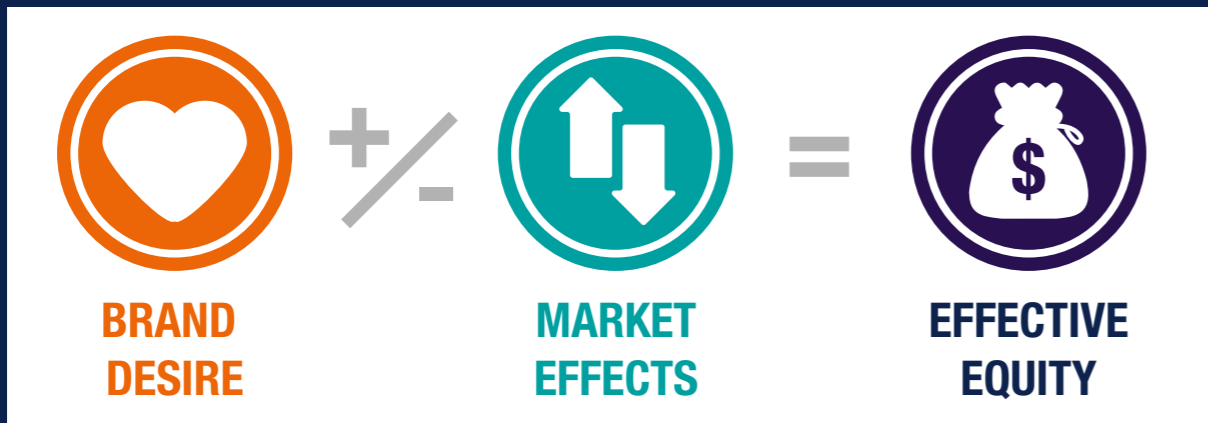 +/-
=
$
BRAND
DESIRE
MARKET
EFFECTS
EFFECTIVE
EQUITY